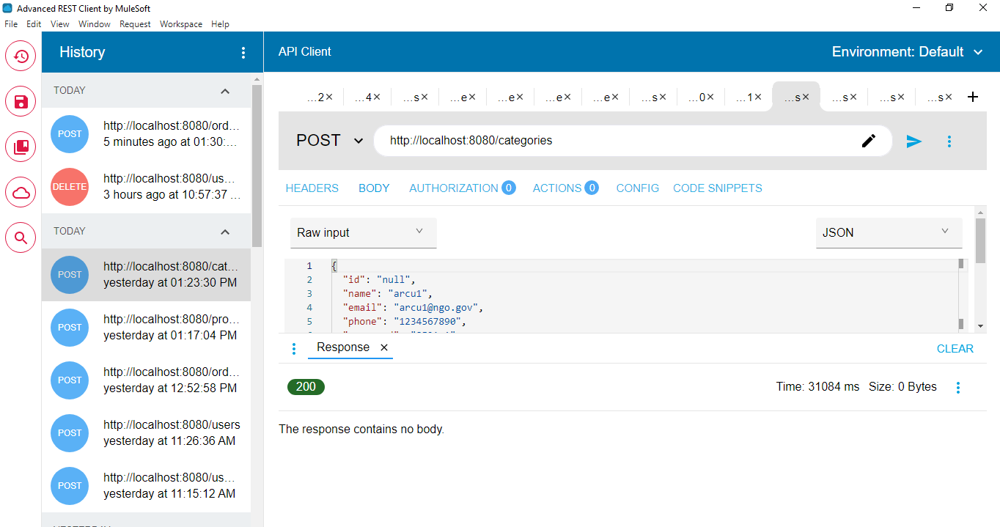 Advanced REST Client by MuleSoft
File Edit View Window Request Workspace Help
History
API Client
Environment: Default
TODAY
POST
http://localhost:8080/ord...
5 minutes ago at 01:30:...
DELETE
http://localhost:8080/us...
3 hours ago at 10:57:37 ...
TODAY
POST
http://localhost:8080/cat...
yesterday at 01:23:30 PM
POST
http://localhost:8080/pro...
yesterday at 01:17:04 PM
POST
http://localhost:8080/ord...
yesterday at 12:52:58 PM
POST
http://localhost:8080/users
yesterday at 11:26:36 AM
POST
http://localhost:8080/us...
yesterday at 11:15:12 AM
...2× ...4× ...s× ...e× ...e× ...e× ...e× ...s× ...0× ...1× ...s× ...s× ...s× ...s× +
POST http://localhost:8080/categories
HEADERS BODY AUTHORIZATION 0 ACTIONS 0 CONFIG CODE SNIPPETS
Raw input JSON
1 {
2 "id": "null",
3 "name": "arcu1",
4 "email": "arcu1@ngo.gov",
5 "phone": "1234567890",
Response × CLEAR
200 Time: 31084 ms Size: 0 Bytes
The response contains no body.